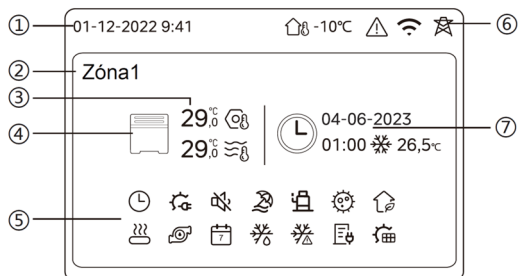 ① 01-12-2022 9:41 -10℃ ⑥
② Zóna1
③
④ 29,0 ℃
29,0 ℃
04-06-2023 ⑦
01:00 26,5℃
⑤
7